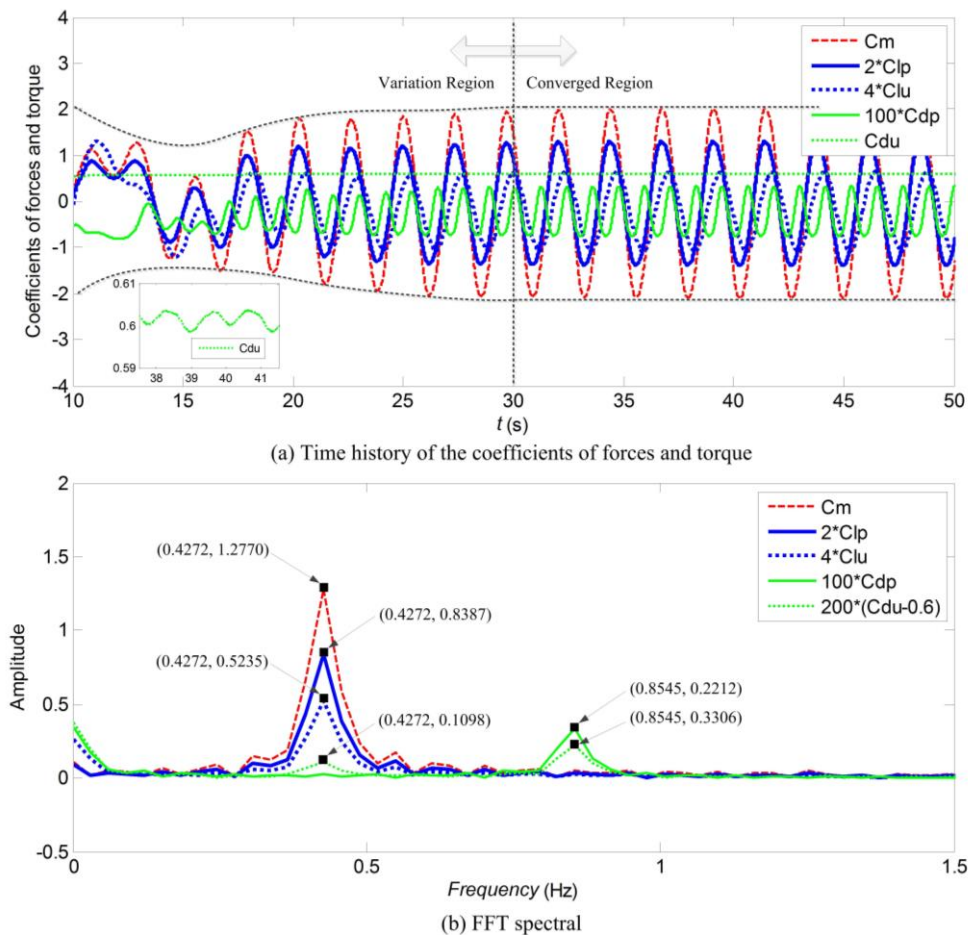 4
3
2
1
0
-1
-2
-3
-4
Coefficients of forces and torque
Variation Region
Converged Region
Cm
2*Clp
4*Clu
100*Cdp
Cdu
0.61
0.6
0.59
Cdu
38 39 40 41
10 15 20 25 30 35 40 45 50
t (s)
(a) Time history of the coefficients of forces and torque
2
1.5
1
0.5
0
-0.5
Amplitude
(0.4272, 1.2770)
(0.4272, 0.8387)
(0.4272, 0.5235)
(0.4272, 0.1098)
(0.8545, 0.2212)
(0.8545, 0.3306)
Cm
2*Clp
4*Clu
100*Cdp
200*(Cdu-0.6)
0 0.5 1 1.5
Frequency (Hz)
(b) FFT spectral